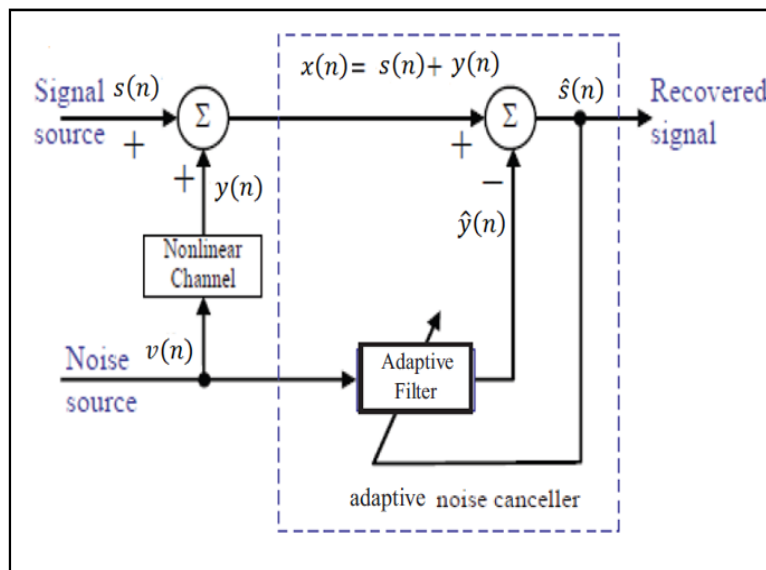 x(n)= s(n)+ y(n)
Signal s(n)
source
Σ
Σ
ŝ(n)
Recovered
signal
+
+
+
−
y(n)
ŷ(n)
Nonlinear
Channel
Noise v(n)
source
Adaptive
Filter
adaptive noise canceller